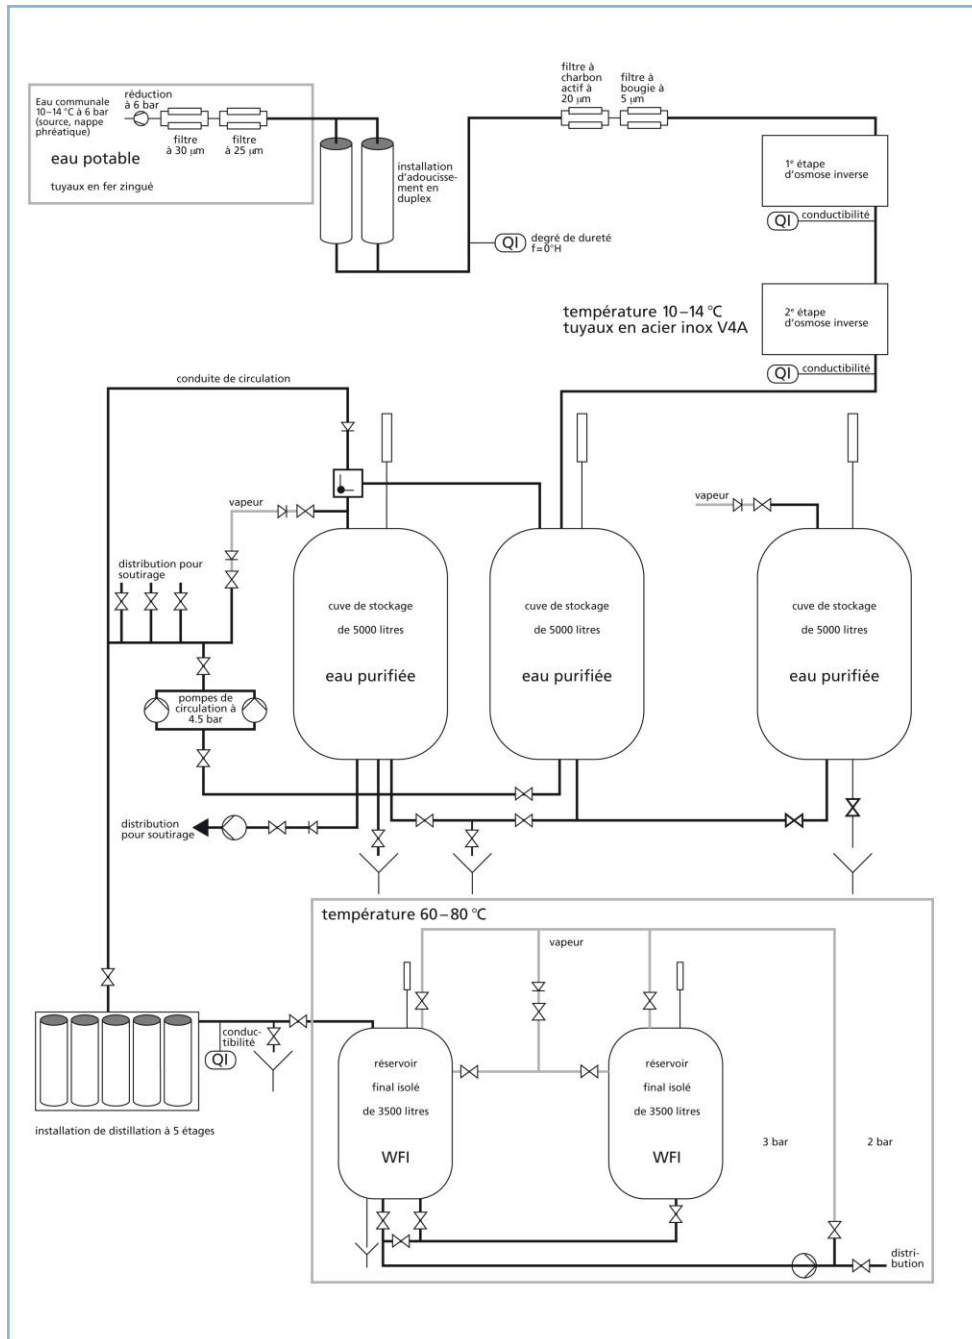 Eau communale
10–14 °C à 6 bar
(source, nappe
phréatique)
réduction
à 6 bar
filtre
à 30 µm
filtre
à 25 µm
eau potable
tuyaux en fer zingué
installation
d'adoucisse-
ment en
duplex
filtre à
charbon
actif à
20 µm
filtre à
bougie à
5 µm
QI
degré de dureté
f=0°H
1e étape
d'osmose inverse
QI
conductibilité
température 10–14 °C
tuyaux en acier inox V4A
2e étape
d'osmose inverse
QI
conductibilité
conduite de circulation
vapeur
vapeur
distribution pour
soutirage
cuve de stockage
de 5000 litres
eau purifiée
cuve de stockage
de 5000 litres
eau purifiée
cuve de stockage
de 5000 litres
eau purifiée
pompes de
circulation à
4.5 bar
distribution
pour soutirage
température 60–80 °C
vapeur
conduc-
tibilité
QI
installation de distillation à 5 étages
réservoir
final isolé
de 3500 litres
WFI
réservoir
final isolé
de 3500 litres
WFI
3 bar
2 bar
distri-
bution